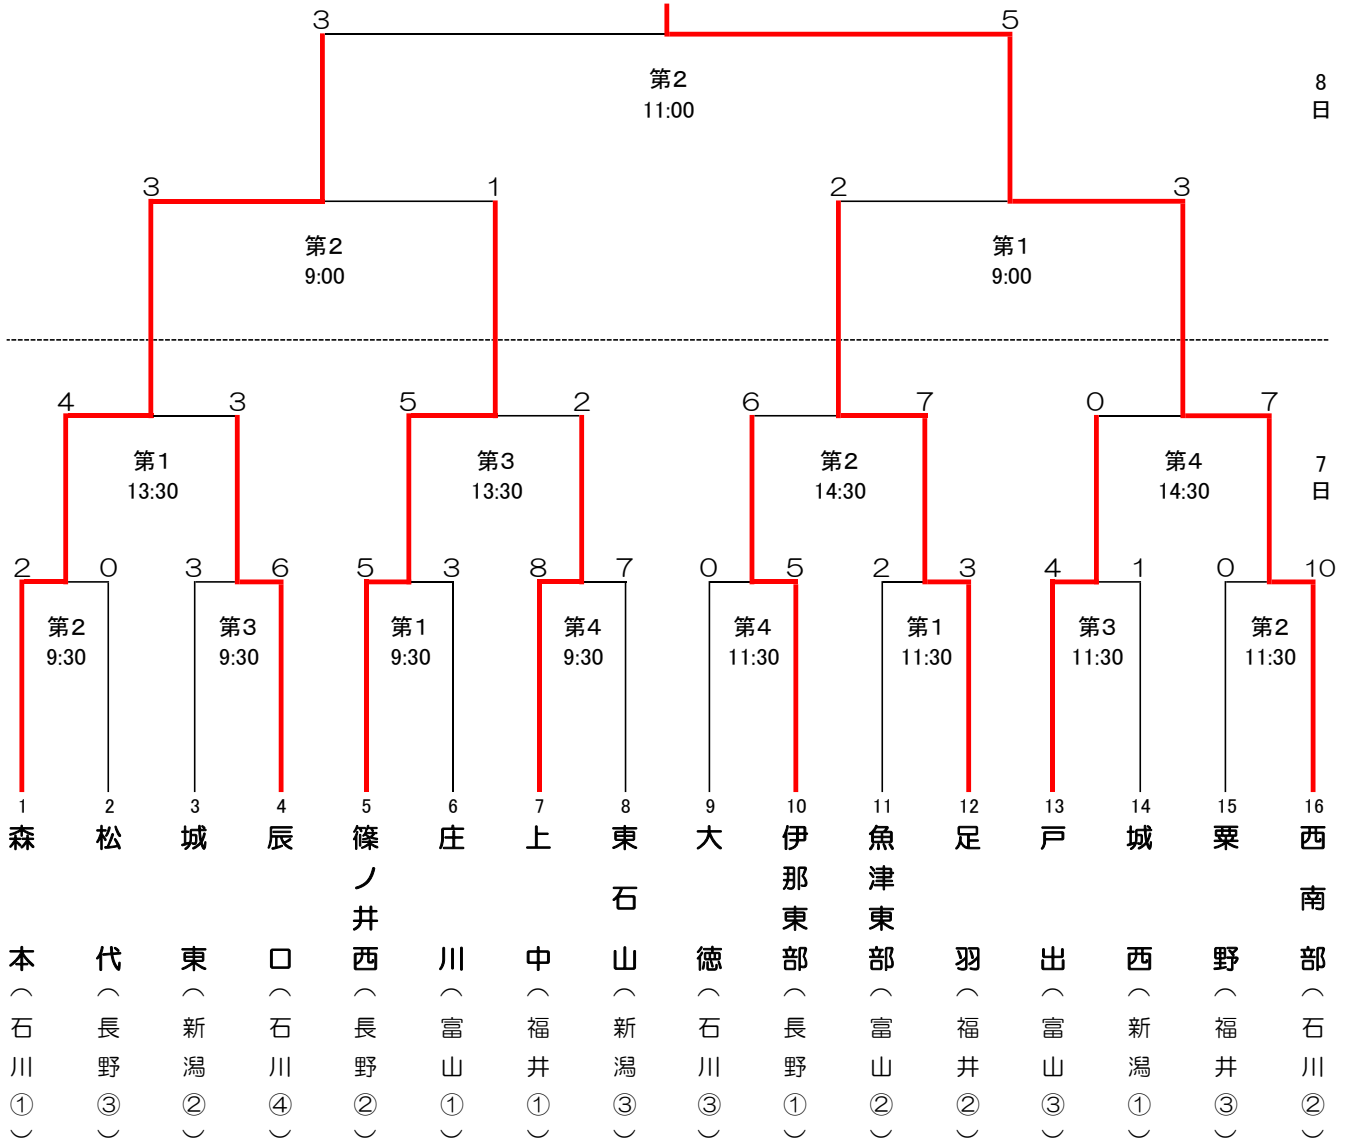 3 5
第2
11:00
8日
3 1 2 3
第2 第1
9:00 9:00
4 3 5 2 6 7 0 7
第1 第3 第2 第4
13:30 13:30 14:30 14:30
7日
2 0 3 6 5 3 8 7 0 5 2 3 4 1 0 10
第2 第3 第1 第4 第4 第1 第3 第2
9:30 9:30 9:30 9:30 11:30 11:30 11:30 11:30
1 2 3 4 5 6 7 8 9 10 11 12 13 14 15 16
森本(石川①)
松代(長野③)
城東(新潟②)
辰口(石川④)
篠ノ井西(長野②)
庄川(富山①)
上中(福井①)
東石山(新潟③)
大徳(石川③)
伊那東部(長野①)
魚津東部(富山②)
足羽(福井②)
戸出(富山③)
城西(新潟①)
粟野(福井③)
西南部(石川②)